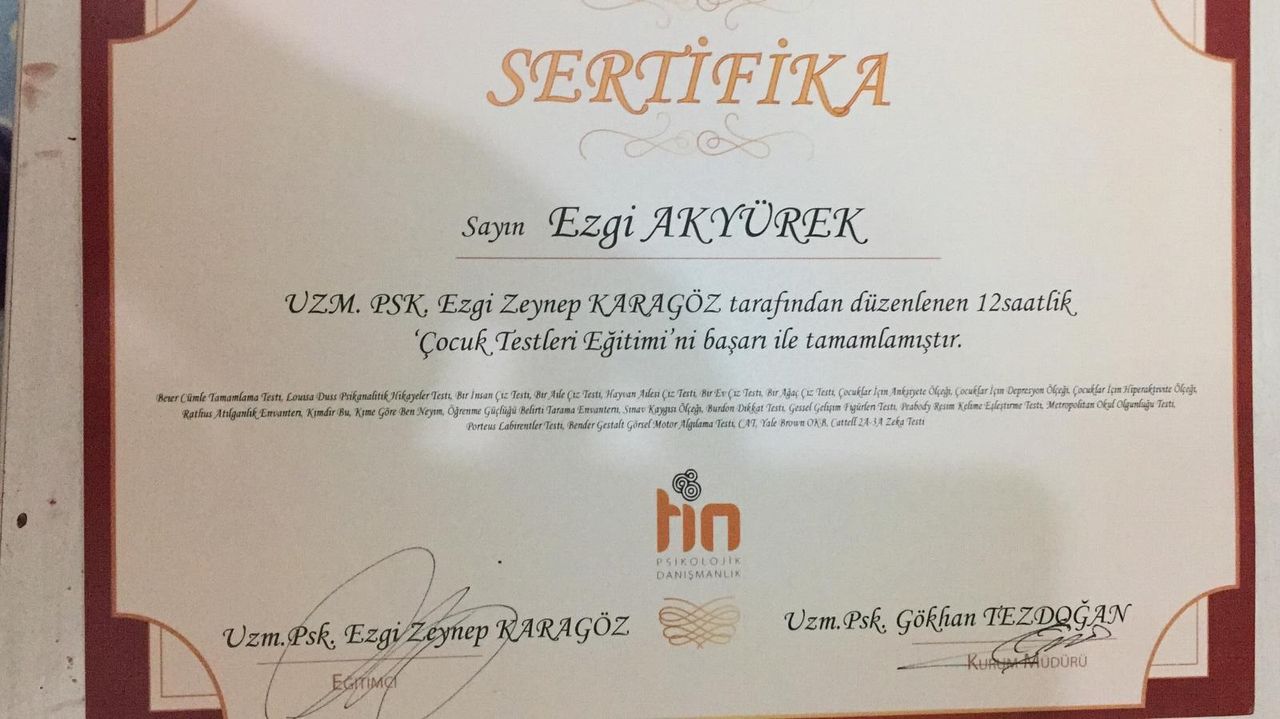 SERTİFİKA
Sayın Ezgi AKYÜREK
UZM. PSK. Ezgi Zeynep KARAGÖZ tarafından düzenlenen 12saatlik
‘Çocuk Testleri Eğitimi’ni başarı ile tamamlamıştır.
Beier Cümle Tamamlama Testi, Louisa Duss Psikanalitik Hikayeler Testi, Bir İnsan Çiz Testi, Bir Aile Çiz Testi, Hayvan Ailesi Çiz Testi, Bir Ev Çiz Testi, Bir Ağaç Çiz Testi, Çocuklar İçin Anksiyete Ölçeği, Çocuklar İçin Depresyon Ölçeği, Çocuklar İçin Hiperaktevite Ölçeği,
Rathus Atılganlık Envanteri, Kimdir Bu, Kime Göre Ben Neyim, Öğrenme Güçlüğü Belirti Tarama Envanteri, Sınav Kaygısı Ölçeği, Burdon Dikkat Testi, Gessel Gelişim Figürleri Testi, Peabody Resim Kelime Eşleştirme Testi, Metropolitan Okul Olgunluğu Testi,
Porteus Labirentler Testi, Bender Gestalt Görsel Motor Algılama Testi, CAT, Yale Brown OKB, Cattell 2A-3A Zeka Testi
tin
PSİKOLOJİK
DANIŞMANLIK
Uzm.Psk. Ezgi Zeynep KARAGÖZ
EĞİTİMCİ
Uzm.Psk. Gökhan TEZDOĞAN
KURUM MÜDÜRÜ